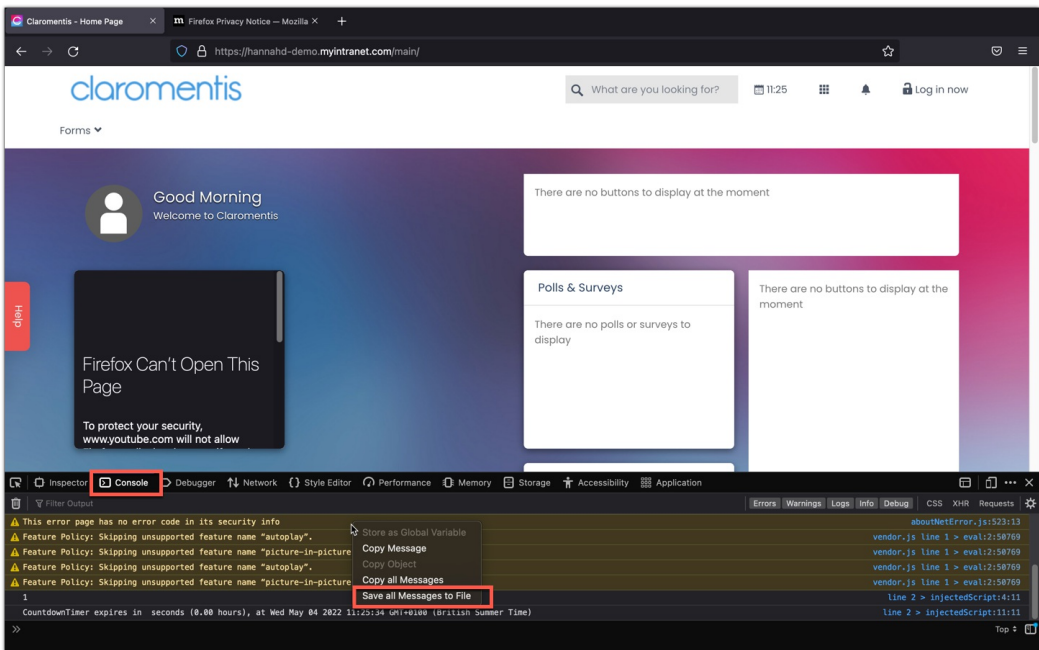 Claromentis - Home Page
Firefox Privacy Notice — Mozilla
https://hannahd-demo.myintranet.com/main/
claromentis
What are you looking for?
11:25
Log in now
Forms
Good Morning
Welcome to Claromentis
There are no buttons to display at the moment
Help
Firefox Can't Open This
Page
To protect your security,
www.youtube.com will not allow
Polls & Surveys
There are no polls or surveys to
display
There are no buttons to display at the
moment
Inspector Console Debugger Network Style Editor Performance Memory Storage Accessibility Application
Filter Output
Errors Warnings Logs Info Debug CSS XHR Requests
This error page has no error code in its security info aboutNetError.js:523:13
Feature Policy: Skipping unsupported feature name "autoplay". vendor.js line 1 > eval:2:50769
Feature Policy: Skipping unsupported feature name "picture-in-picture vendor.js line 1 > eval:2:50769
Feature Policy: Skipping unsupported feature name "autoplay". vendor.js line 1 > eval:2:50769
Feature Policy: Skipping unsupported feature name "picture-in-picture vendor.js line 1 > eval:2:50769
Store as Global Variable
Copy Message
Copy Object
Copy all Messages
Save all Messages to File
1 line 2 > injectedScript:4:11
CountdownTimer expires in seconds (0.00 hours), at Wed May 04 2022 11:25:34 GMT+0100 (British Summer Time) line 2 > injectedScript:11:11
Top